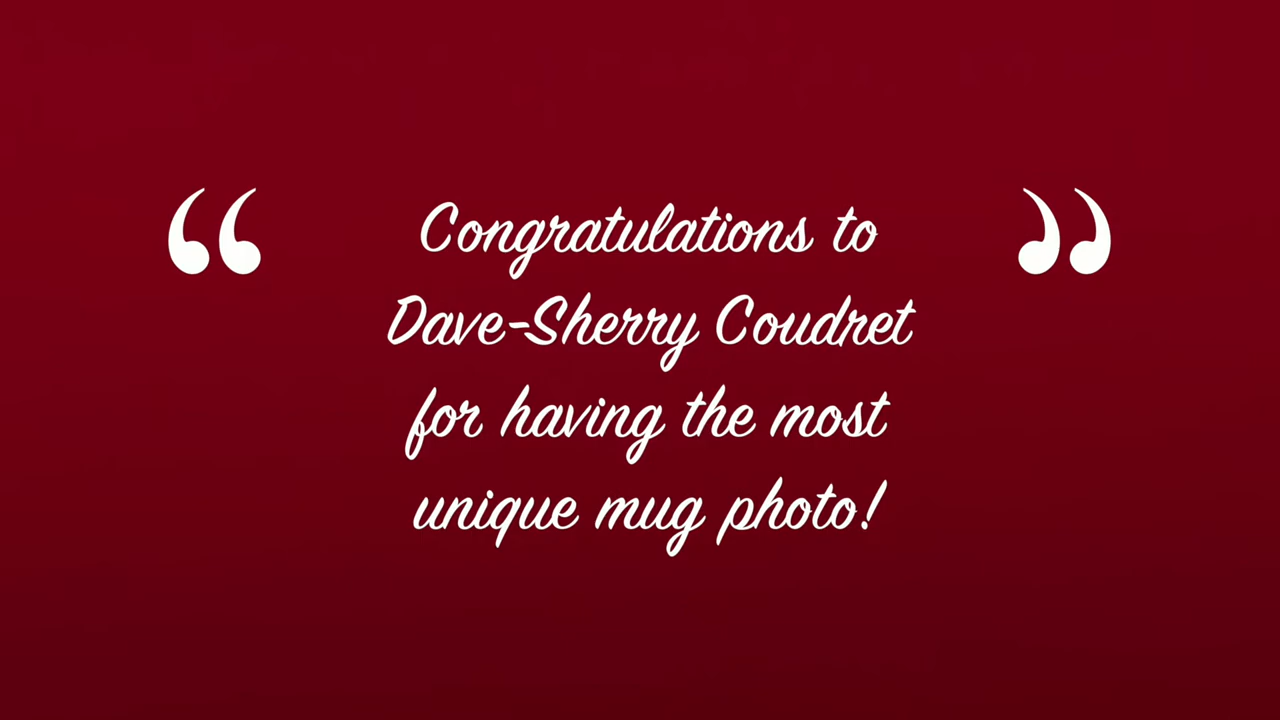 “ Congratulations to ”
Dave-Sherry Coudret
for having the most
unique mug photo!